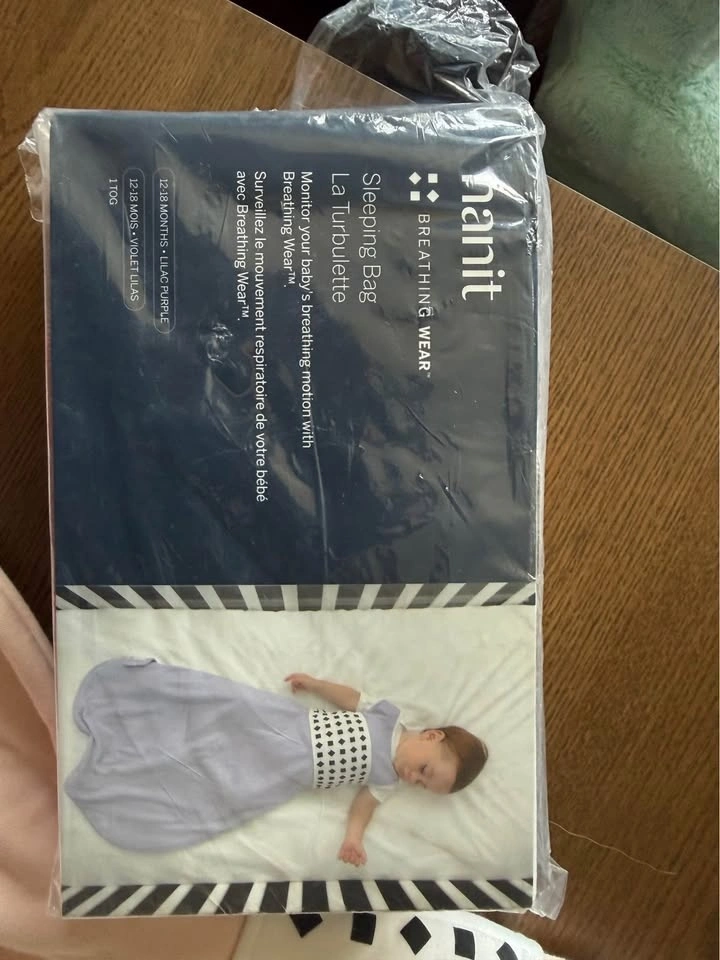 nanit
BREATHING WEAR™
Sleeping Bag
La Turbulette
Monitor your baby's breathing motion with
Breathing Wear™.
Surveillez le mouvement respiratoire de votre bébé
avec Breathing Wear™.
12-18 MONTHS • LILAC PURPLE
12-18 MOIS • VIOLET LILAS
1 TOG